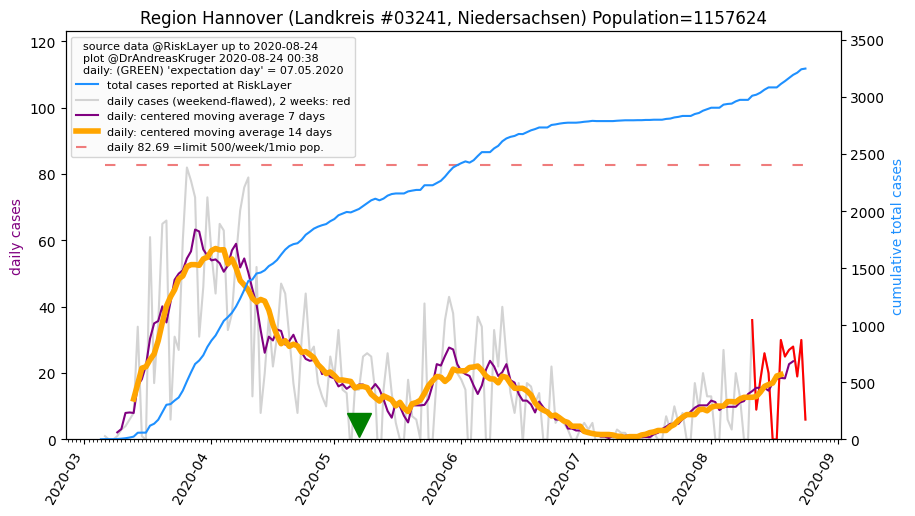 Region Hannover (Landkreis #03241, Niedersachsen) Population=1157624
source data @RiskLayer up to 2020-08-24
plot @DrAndreasKruger 2020-08-24 00:38
daily: (GREEN) 'expectation day' = 07.05.2020
total cases reported at RiskLayer
daily cases (weekend-flawed), 2 weeks: red
daily: centered moving average 7 days
daily: centered moving average 14 days
daily 82.69 =limit 500/week/1mio pop.
daily cases
120
100
80
60
40
20
0
cumulative total cases
3500
3000
2500
2000
1500
1000
500
0
2020-03
2020-04
2020-05
2020-06
2020-07
2020-08
2020-09